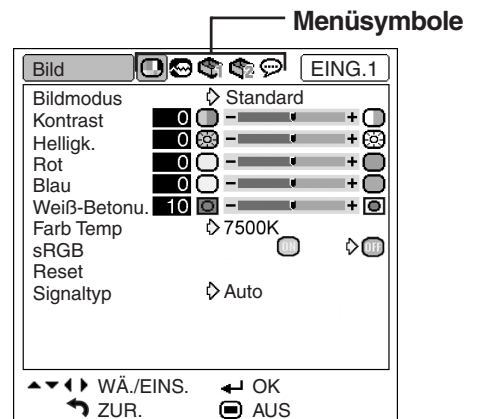 Menüsymbole
Bild EING.1
Bildmodus Standard
Kontrast 0 - +
Helligk. 0 - +
Rot 0 - +
Blau 0 - +
Weiß-Betonu. 10 - +
Farb Temp 7500K
sRGB ON OFF
Reset
Signaltyp Auto
WÄ./EINS. OK
ZUR. AUS